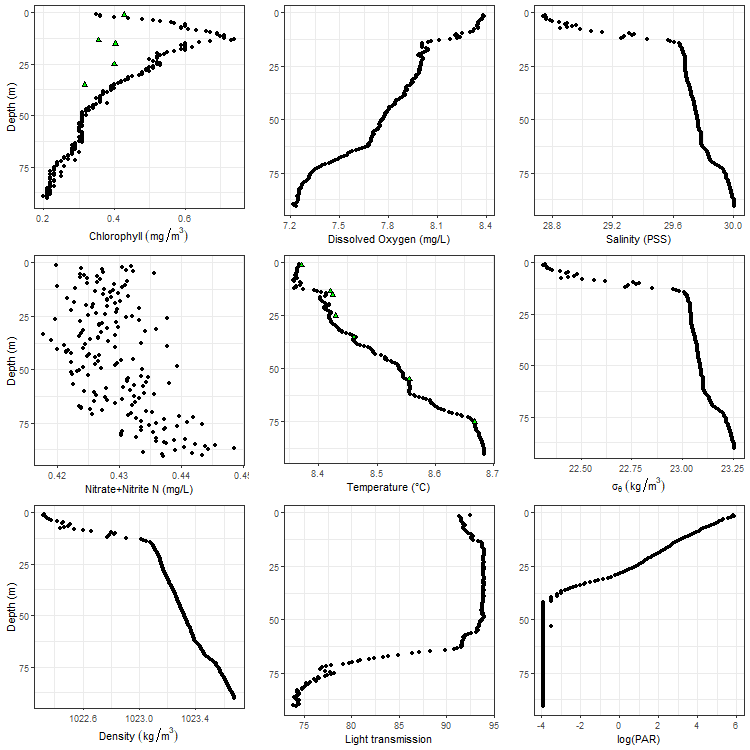 Depth (m)
0
25
50
75
0.2 0.4 0.6
Chlorophyll (mg/m³)
0
25
50
75
7.2 7.5 7.8 8.1 8.4
Dissolved Oxygen (mg/L)
0
25
50
75
28.8 29.2 29.6 30.0
Salinity (PSS)
Depth (m)
0
25
50
75
0.42 0.43 0.44 0.45
Nitrate+Nitrite N (mg/L)
0
25
50
75
8.4 8.5 8.6 8.7
Temperature (°C)
0
25
50
75
22.50 22.75 23.00 23.25
σθ (kg/m³)
Depth (m)
0
25
50
75
1022.6 1023.0 1023.4
Density (kg/m³)
0
25
50
75
75 80 85 90 95
Light transmission
0
25
50
75
-4 -2 0 2 4 6
log(PAR)